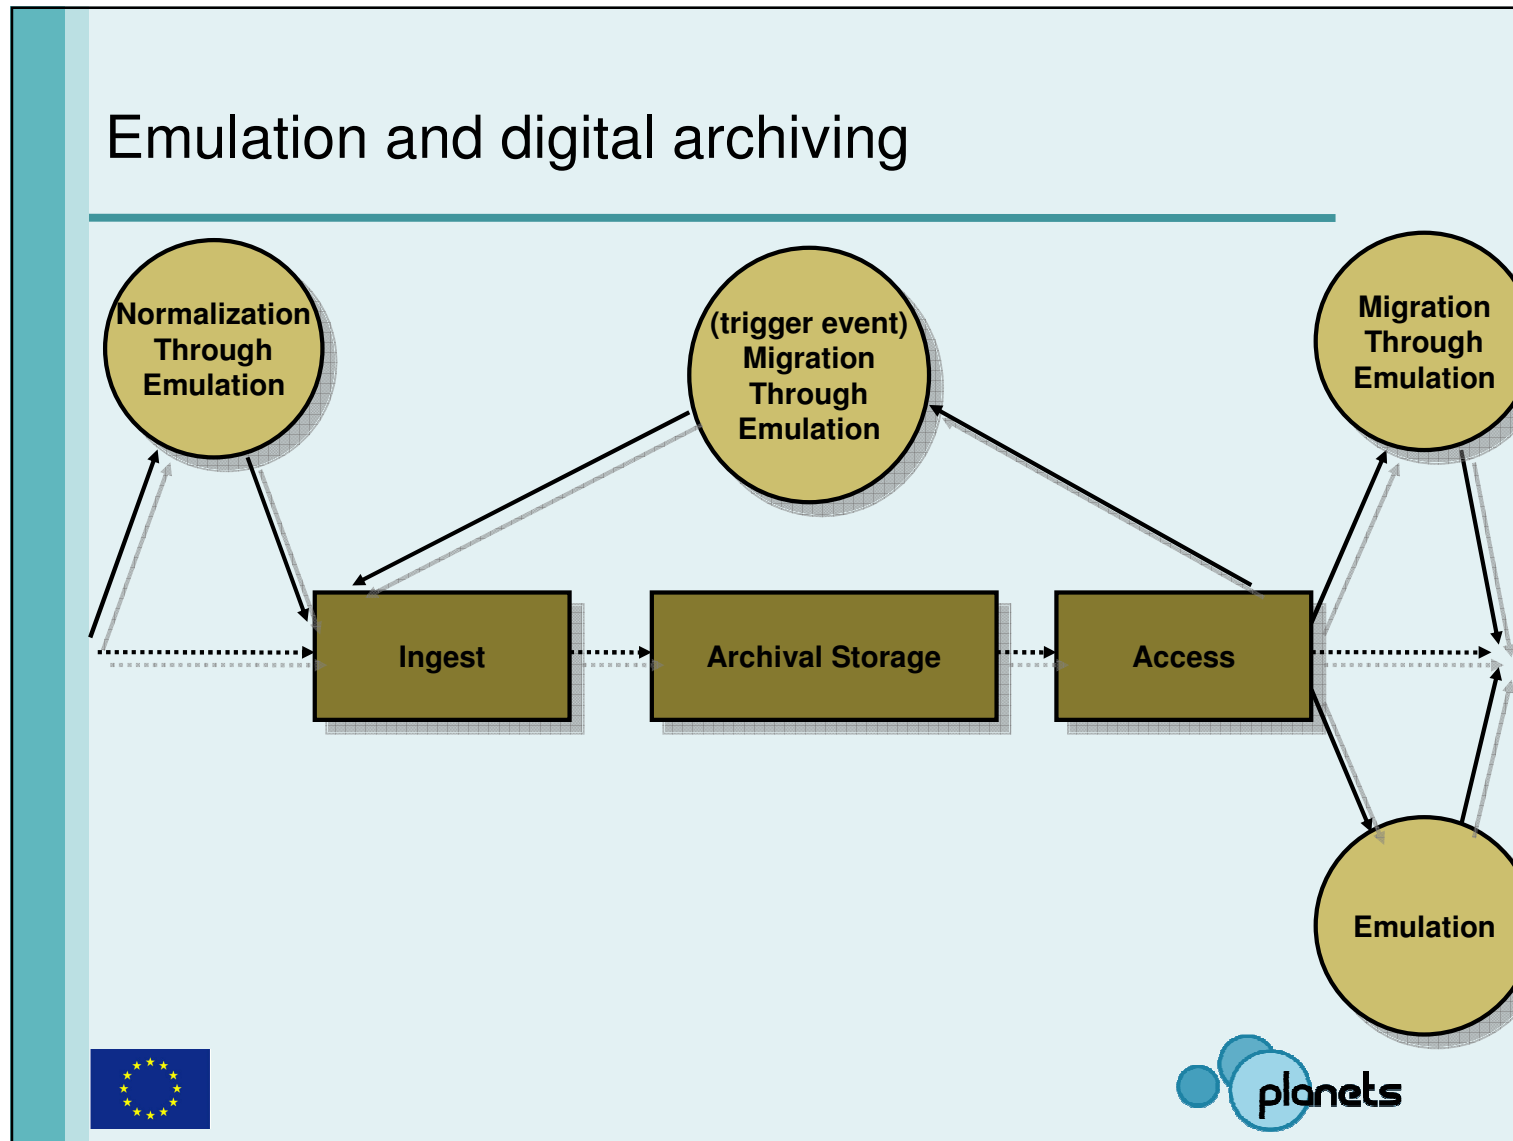 Emulation and digital archiving
Normalization
Through
Emulation
(trigger event)
Migration
Through
Emulation
Migration
Through
Emulation
Ingest
Archival Storage
Access
Emulation
planets